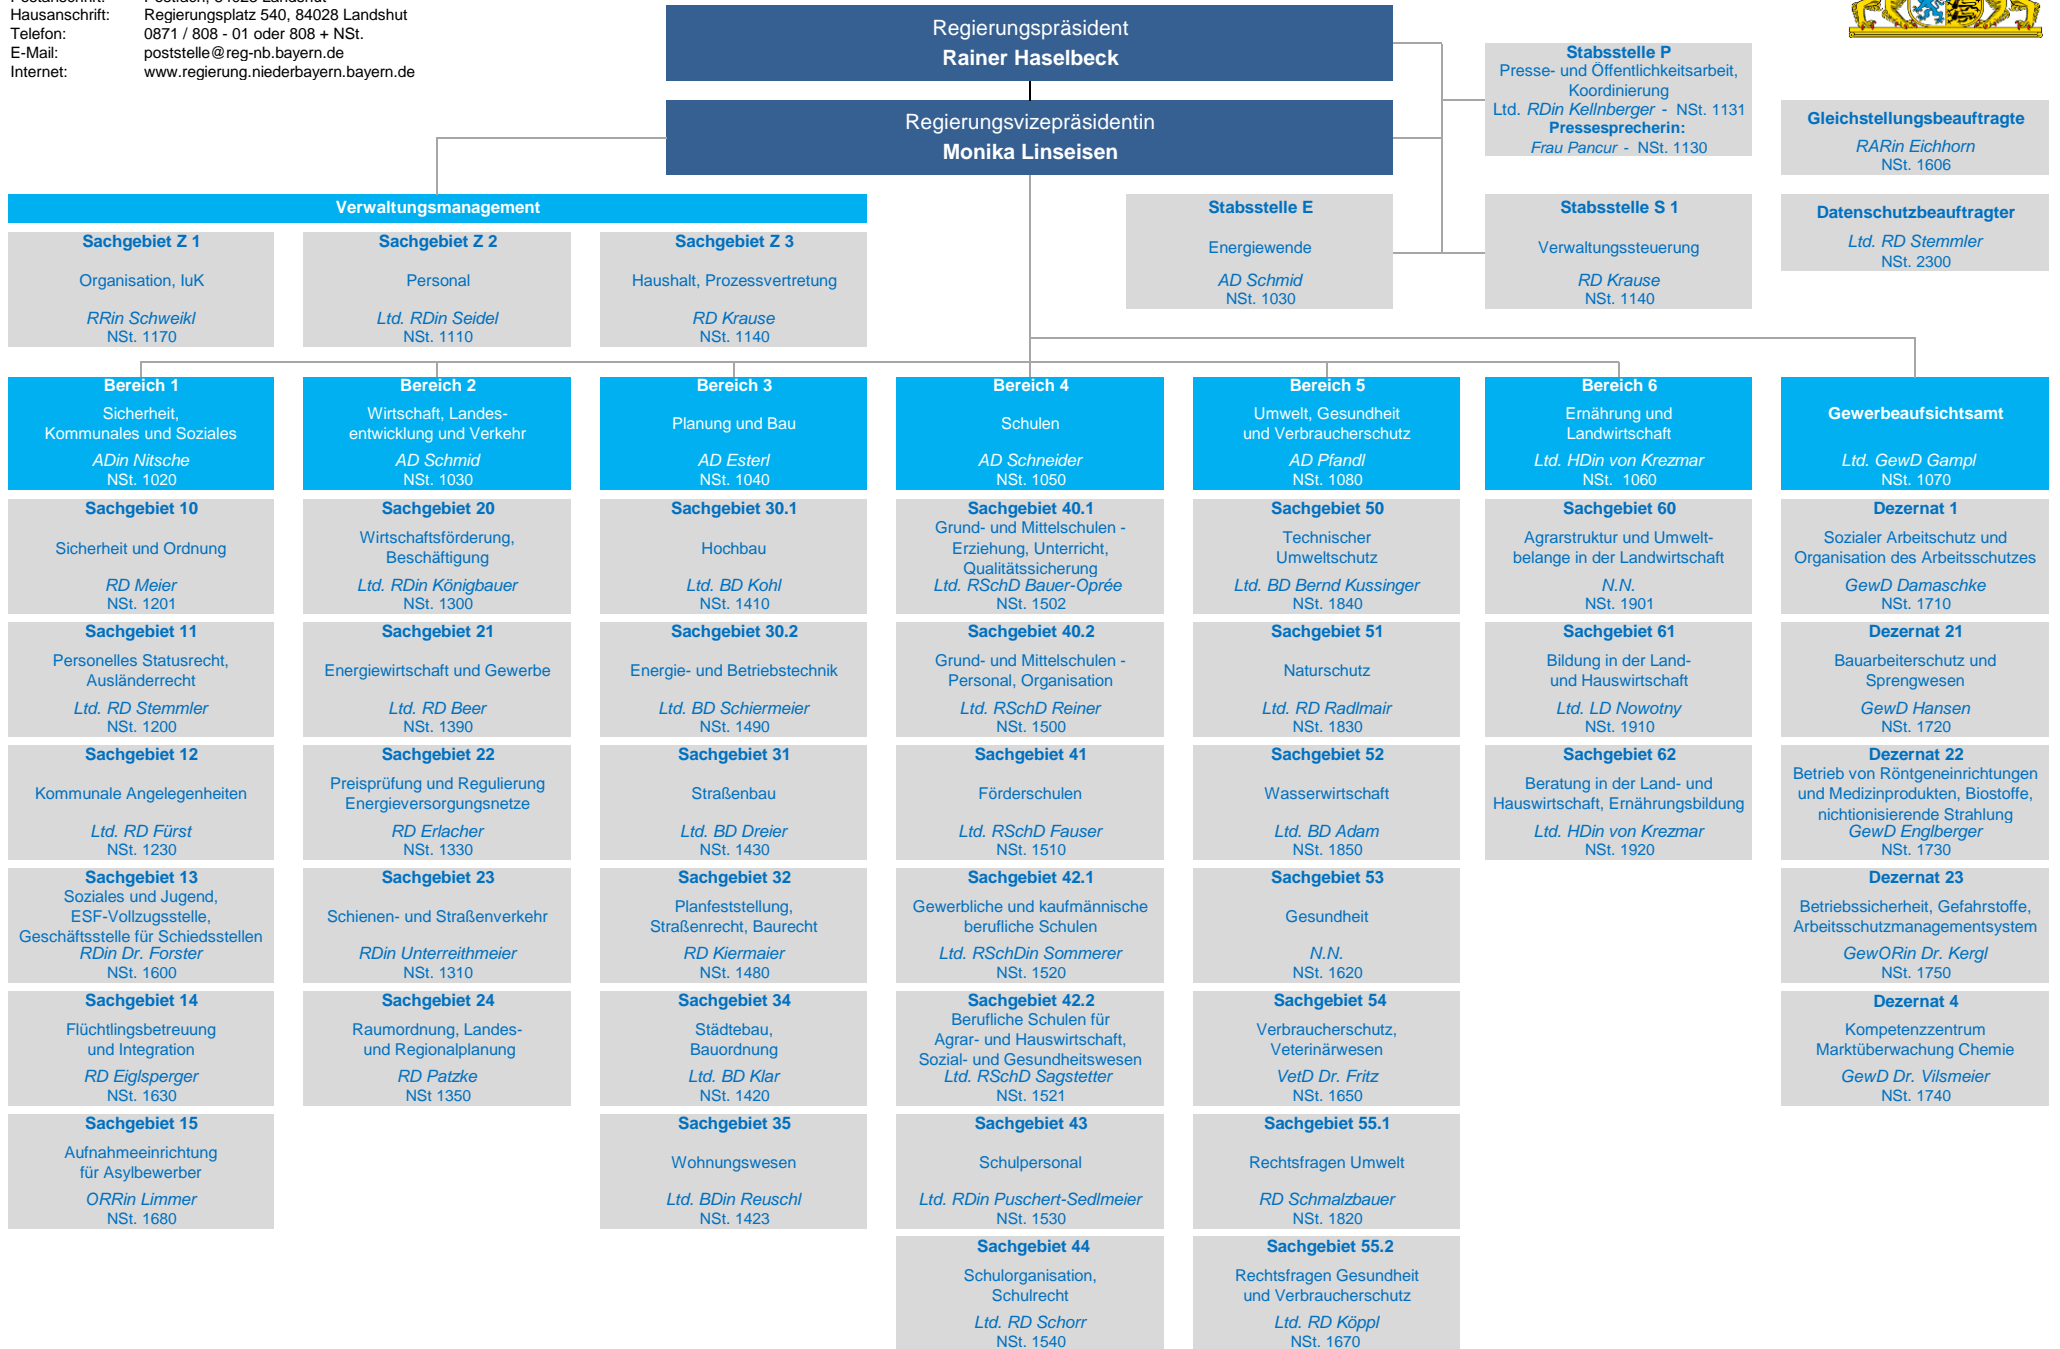 Postanschrift: Postfach, 84023 Landshut
Hausanschrift: Regierungsplatz 540, 84028 Landshut
Telefon: 0871 / 808 - 01 oder 808 + NSt.
E-Mail: poststelle@reg-nb.bayern.de
Internet: www.regierung.niederbayern.bayern.de
Regierungspräsident
Rainer Haselbeck
Regierungsvizepräsidentin
Monika Linseisen
Stabsstelle P
Presse- und Öffentlichkeitsarbeit,
Koordinierung
Ltd. RDin Kellnberger - NSt. 1131
Pressesprecherin:
Frau Pancur - NSt. 1130
Gleichstellungsbeauftragte
RARin Eichhorn
NSt. 1606
Verwaltungsmanagement
Sachgebiet Z 1
Organisation, IuK
RRin Schweikl
NSt. 1170
Sachgebiet Z 2
Personal
Ltd. RDin Seidel
NSt. 1110
Sachgebiet Z 3
Haushalt, Prozessvertretung
RD Krause
NSt. 1140
Stabsstelle E
Energiewende
AD Schmid
NSt. 1030
Stabsstelle S 1
Verwaltungssteuerung
RD Krause
NSt. 1140
Datenschutzbeauftragter
Ltd. RD Stemmler
NSt. 2300
Bereich 1
Sicherheit,
Kommunales und Soziales
ADin Nitsche
NSt. 1020
Sachgebiet 10
Sicherheit und Ordnung
RD Meier
NSt. 1201
Sachgebiet 11
Personelles Statusrecht,
Ausländerrecht
Ltd. RD Stemmler
NSt. 1200
Sachgebiet 12
Kommunale Angelegenheiten
Ltd. RD Fürst
NSt. 1230
Sachgebiet 13
Soziales und Jugend,
ESF-Vollzugsstelle,
Geschäftsstelle für Schiedsstellen
RDin Dr. Forster
NSt. 1600
Sachgebiet 14
Flüchtlingsbetreuung
und Integration
RD Eiglsperger
NSt. 1630
Sachgebiet 15
Aufnahmeeinrichtung
für Asylbewerber
ORRin Limmer
NSt. 1680
Bereich 2
Wirtschaft, Landes-
entwicklung und Verkehr
AD Schmid
NSt. 1030
Sachgebiet 20
Wirtschaftsförderung,
Beschäftigung
Ltd. RDin Königbauer
NSt. 1300
Sachgebiet 21
Energiewirtschaft und Gewerbe
Ltd. RD Beer
NSt. 1390
Sachgebiet 22
Preisprüfung und Regulierung
Energieversorgungsnetze
RD Erlacher
NSt. 1330
Sachgebiet 23
Schienen- und Straßenverkehr
RDin Unterreithmeier
NSt. 1310
Sachgebiet 24
Raumordnung, Landes-
und Regionalplanung
RD Patzke
NSt 1350
Bereich 3
Planung und Bau
AD Esterl
NSt. 1040
Sachgebiet 30.1
Hochbau
Ltd. BD Kohl
NSt. 1410
Sachgebiet 30.2
Energie- und Betriebstechnik
Ltd. BD Schiermeier
NSt. 1490
Sachgebiet 31
Straßenbau
Ltd. BD Dreier
NSt. 1430
Sachgebiet 32
Planfeststellung,
Straßenrecht, Baurecht
RD Kiermaier
NSt. 1480
Sachgebiet 34
Städtebau,
Bauordnung
Ltd. BD Klar
NSt. 1420
Sachgebiet 35
Wohnungswesen
Ltd. BDin Reuschl
NSt. 1423
Bereich 4
Schulen
AD Schneider
NSt. 1050
Sachgebiet 40.1
Grund- und Mittelschulen -
Erziehung, Unterricht,
Qualitätssicherung
Ltd. RSchD Bauer-Oprée
NSt. 1502
Sachgebiet 40.2
Grund- und Mittelschulen -
Personal, Organisation
Ltd. RSchD Reiner
NSt. 1500
Sachgebiet 41
Förderschulen
Ltd. RSchD Fauser
NSt. 1510
Sachgebiet 42.1
Gewerbliche und kaufmännische
berufliche Schulen
Ltd. RSchDin Sommerer
NSt. 1520
Sachgebiet 42.2
Berufliche Schulen für
Agrar- und Hauswirtschaft,
Sozial- und Gesundheitswesen
Ltd. RSchD Sagstetter
NSt. 1521
Sachgebiet 43
Schulpersonal
Ltd. RDin Puschert-Sedlmeier
NSt. 1530
Sachgebiet 44
Schulorganisation,
Schulrecht
Ltd. RD Schorr
NSt. 1540
Bereich 5
Umwelt, Gesundheit
und Verbraucherschutz
AD Pfandl
NSt. 1080
Sachgebiet 50
Technischer
Umweltschutz
Ltd. BD Bernd Kussinger
NSt. 1840
Sachgebiet 51
Naturschutz
Ltd. RD Radlmair
NSt. 1830
Sachgebiet 52
Wasserwirtschaft
Ltd. BD Adam
NSt. 1850
Sachgebiet 53
Gesundheit
N.N.
NSt. 1620
Sachgebiet 54
Verbraucherschutz,
Veterinärwesen
VetD Dr. Fritz
NSt. 1650
Sachgebiet 55.1
Rechtsfragen Umwelt
RD Schmalzbauer
NSt. 1820
Sachgebiet 55.2
Rechtsfragen Gesundheit
und Verbraucherschutz
Ltd. RD Köppl
NSt. 1670
Bereich 6
Ernährung und
Landwirtschaft
Ltd. HDin von Krezmar
NSt. 1060
Sachgebiet 60
Agrarstruktur und Umwelt-
belange in der Landwirtschaft
N.N.
NSt. 1901
Sachgebiet 61
Bildung in der Land-
und Hauswirtschaft
Ltd. LD Nowotny
NSt. 1910
Sachgebiet 62
Beratung in der Land- und
Hauswirtschaft, Ernährungsbildung
Ltd. HDin von Krezmar
NSt. 1920
Gewerbeaufsichtsamt
Ltd. GewD Gampl
NSt. 1070
Dezernat 1
Sozialer Arbeitschutz und
Organisation des Arbeitsschutzes
GewD Damaschke
NSt. 1710
Dezernat 21
Bauarbeiterschutz und
Sprengwesen
GewD Hansen
NSt. 1720
Dezernat 22
Betrieb von Röntgeneinrichtungen
und Medizinprodukten, Biostoffe,
nichtionisierende Strahlung
GewD Englberger
NSt. 1730
Dezernat 23
Betriebssicherheit, Gefahrstoffe,
Arbeitsschutzmanagementsystem
GewORin Dr. Kergl
NSt. 1750
Dezernat 4
Kompetenzzentrum
Marktüberwachung Chemie
GewD Dr. Vilsmeier
NSt. 1740